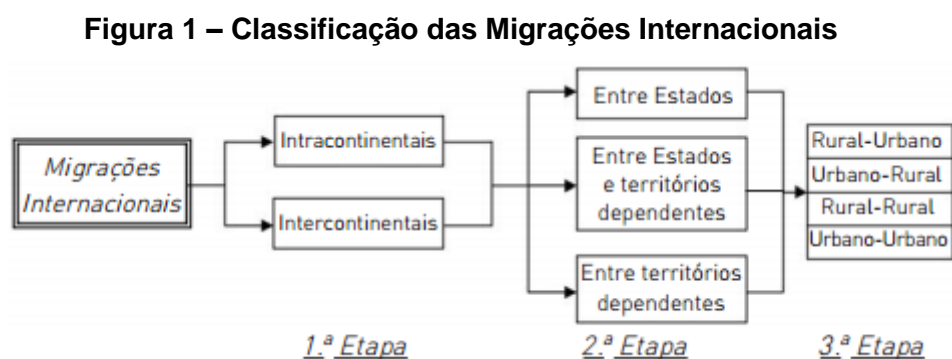 Figura 1 – Classificação das Migrações Internacionais
Migrações
Internacionais
Intracontinentais
Intercontinentais
Entre Estados
Entre Estados
e territórios
dependentes
Entre territórios
dependentes
Rural-Urbano
Urbano-Rural
Rural-Rural
Urbano-Urbano
1.ª Etapa
2.ª Etapa
3.ª Etapa